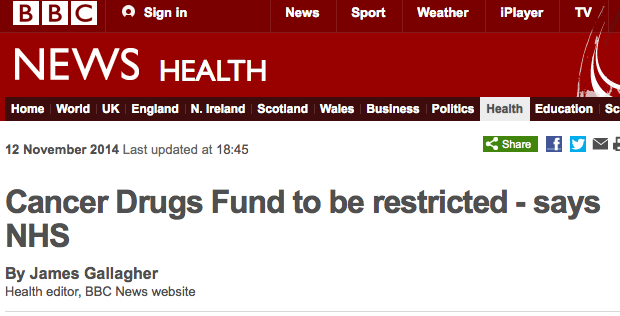 BBC Sign in News Sport Weather iPlayer TV
NEWS HEALTH
Home World UK England N. Ireland Scotland Wales Business Politics Health Education
12 November 2014 Last updated at 18:45 Share
Cancer Drugs Fund to be restricted - says
NHS
By James Gallagher
Health editor, BBC News website